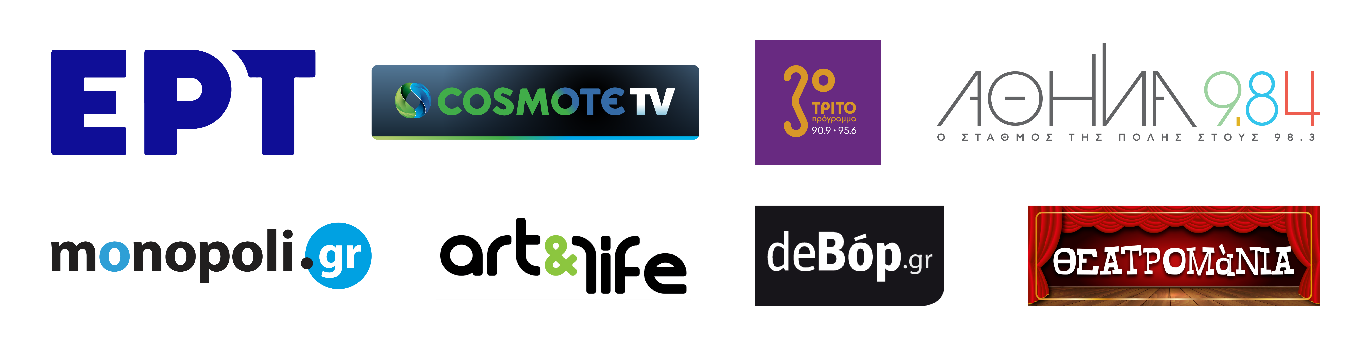 ΕΡΤ
COSMOTE TV
3ο
ΤΡΙΤΟ
πρόγραμμα
90.9 • 95.6
ΑΘΗΝΑ 9,84
Ο ΣΤΑΘΜΟΣ ΤΗΣ ΠΟΛΗΣ ΣΤΟΥΣ 98.3
monopoli.gr
art&life
deBόp.gr
ΘΕΑΤΡΟΜάΝΙΑ